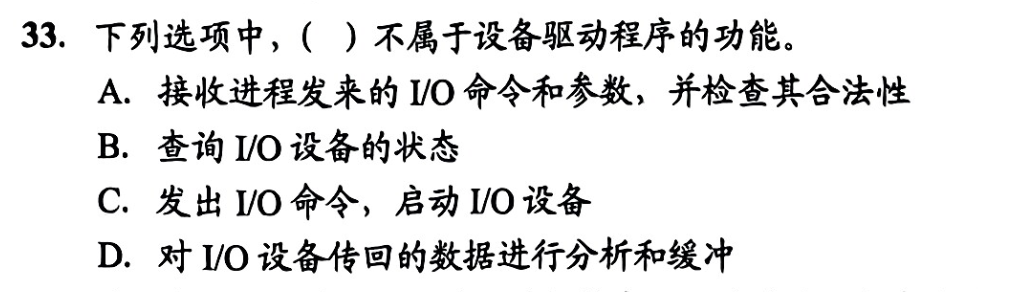 33. 下列选项中，( ) 不属于设备驱动程序的功能。
A. 接收进程发来的 I/O 命令和参数，并检查其合法性
B. 查询 I/O 设备的状态
C. 发出 I/O 命令，启动 I/O 设备
D. 对 I/O 设备传回的数据进行分析和缓冲